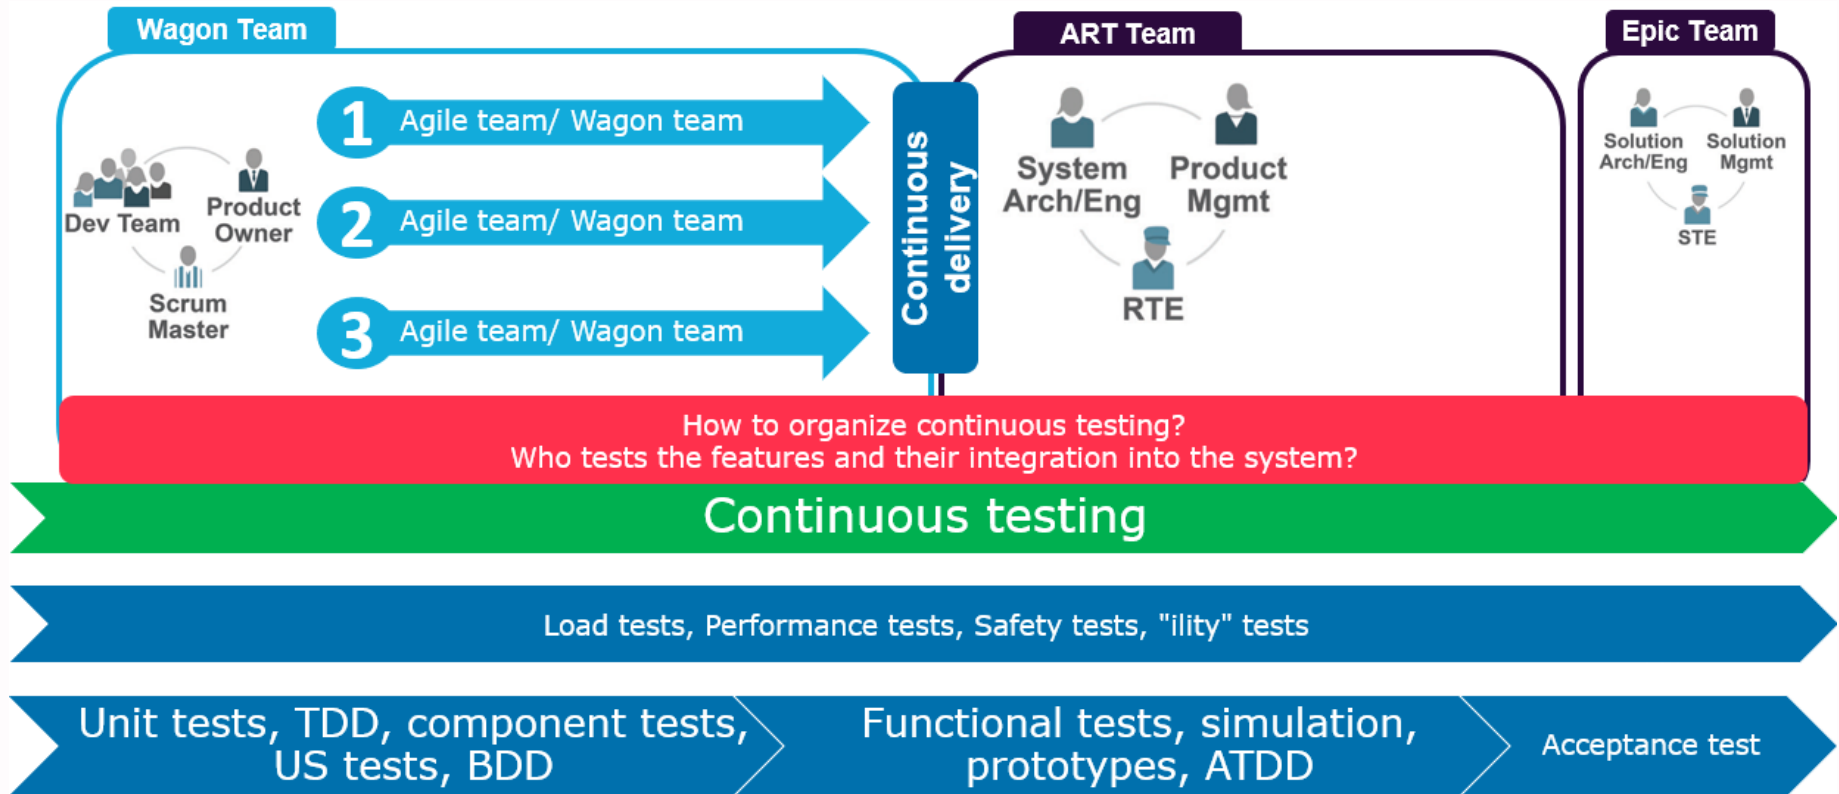 Wagon Team
ART Team
Epic Team
1
Agile team/ Wagon team
2
Agile team/ Wagon team
3
Agile team/ Wagon team
Dev Team
Product
Owner
Scrum
Master
Continuous
delivery
System
Arch/Eng
Product
Mgmt
RTE
Solution
Arch/Eng
Solution
Mgmt
STE
How to organize continuous testing?
Who tests the features and their integration into the system?
Continuous testing
Load tests, Performance tests, Safety tests, "ility" tests
Unit tests, TDD, component tests,
US tests, BDD
Functional tests, simulation,
prototypes, ATDD
Acceptance test